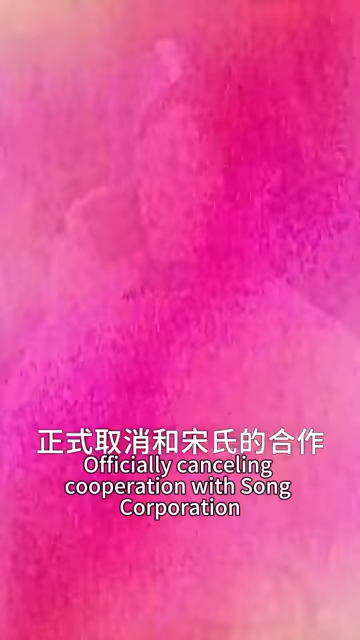 正式取消和宋氏的合作
Officially canceling
cooperation with Song
Corporation